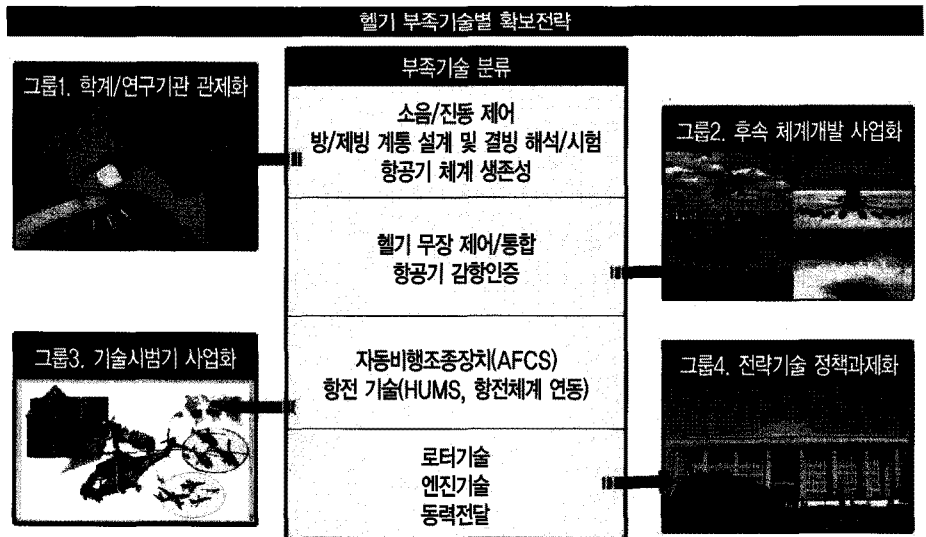 헬기 부족기술별 확보전략
부족기술 분류
그룹1. 학계/연구기관 관제화
소음/진동 제어
방/제빙 계통 설계 및 결빙 해석/시험
항공기 체계 생존성
그룹2. 후속 체계개발 사업화
헬기 무장 제어/통합
항공기 감항인증
그룹3. 기술시범기 사업화
자동비행조종장치(AFCS)
항전 기술(HUMS, 항전체계 연동)
그룹4. 전략기술 정책과제화
로터기술
엔진기술
동력전달